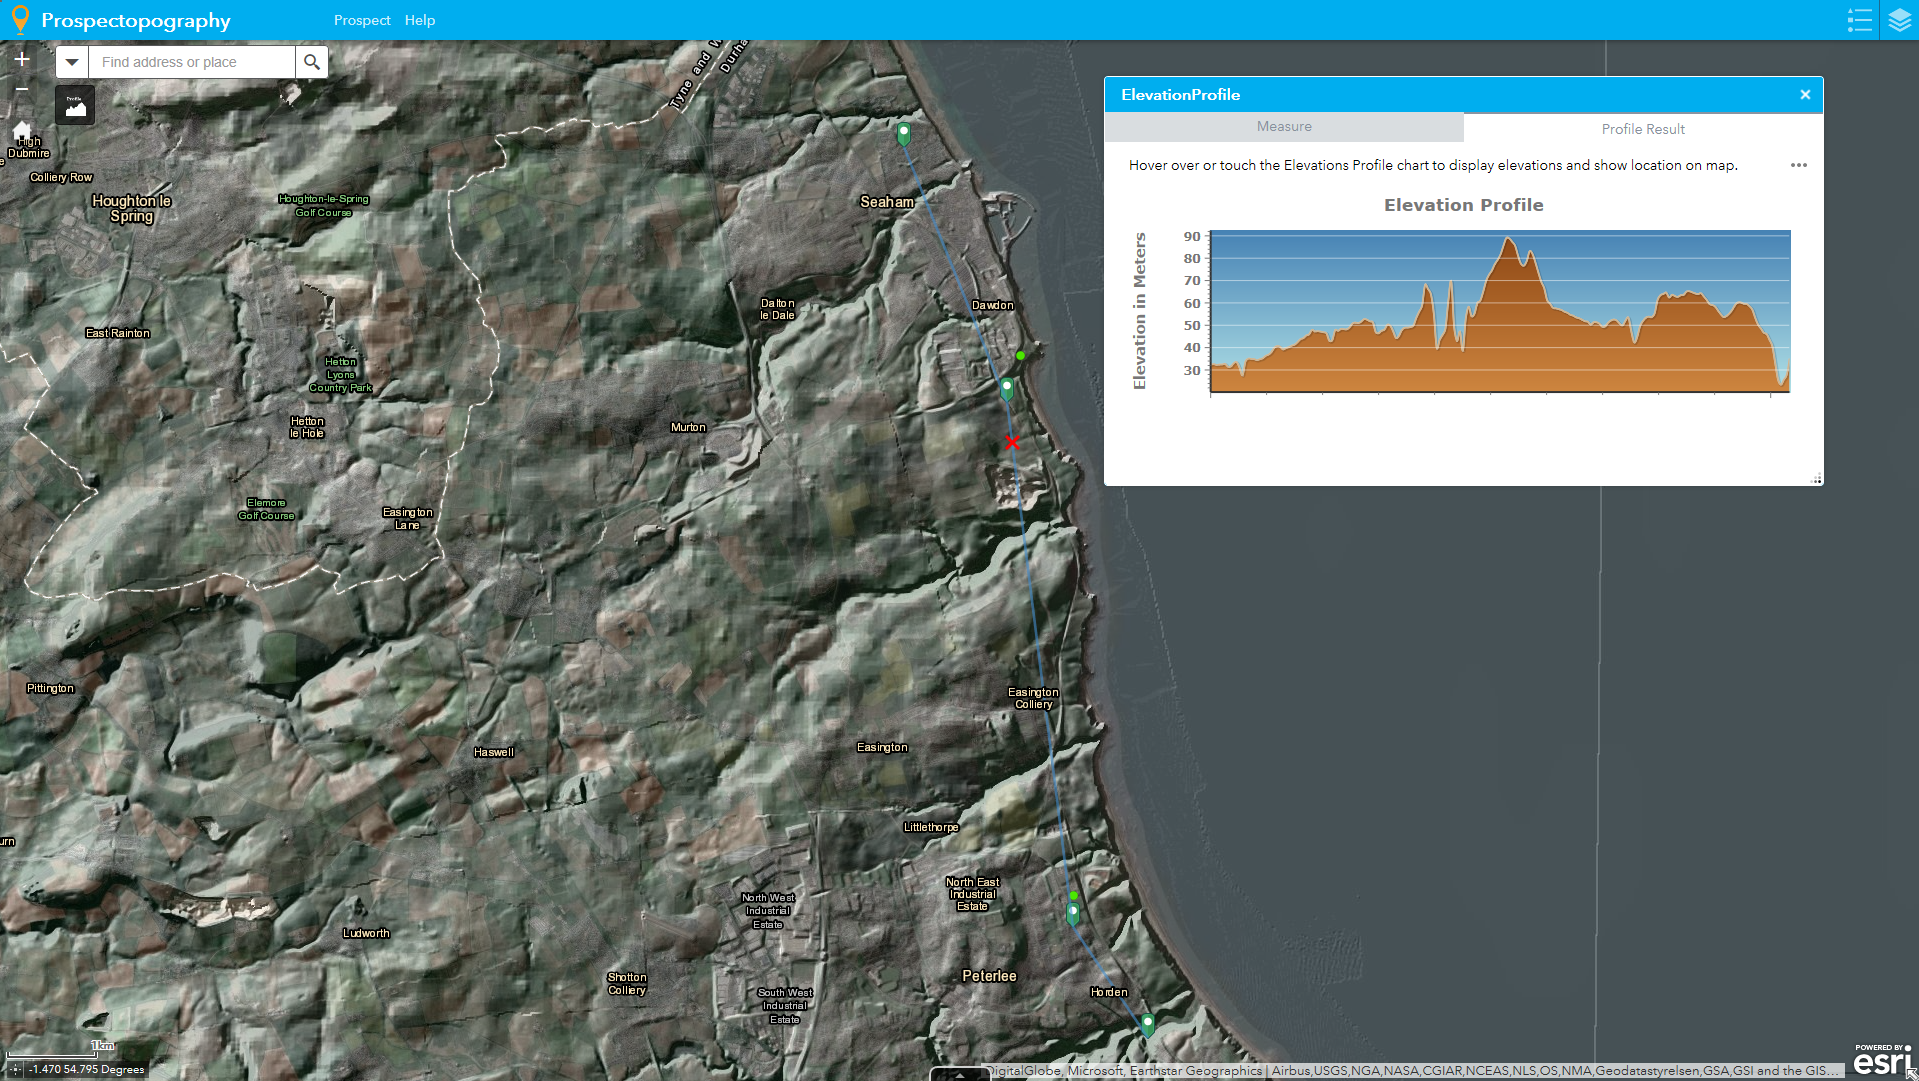 Prospectopography
Prospect
Help
Find address or place
Profile
Tyne and W
Durha
High
Dubmire
Colliery Row
Houghton le
Spring
Houghton-le-Spring
Golf Course
Seaham
Dalton
le Dale
Dawdon
East Rainton
Hetton
Lyons
Country Park
Hetton
le Hole
Murton
Elemore
Golf Course
Easington
Lane
Pittington
Easington
Colliery
Haswell
Easington
Littlethorpe
urn
North East
Industrial
Estate
North West
Industrial
Estate
Ludworth
Shotton
Colliery
Peterlee
Horden
South West
Industrial
Estate
ElevationProfile
Measure
Profile Result
Hover over or touch the Elevations Profile chart to display elevations and show location on map.
Elevation Profile
Elevation in Meters
90
80
70
60
50
40
30
1km
-1.470 54.795 Degrees
DigitalGlobe, Microsoft, Earthstar Geographics | Airbus,USGS,NGA,NASA,CGIAR,NCEAS,NLS,OS,NMA,Geodatastyrelsen,GSA,GSI and the GIS...
POWERED BY
esri